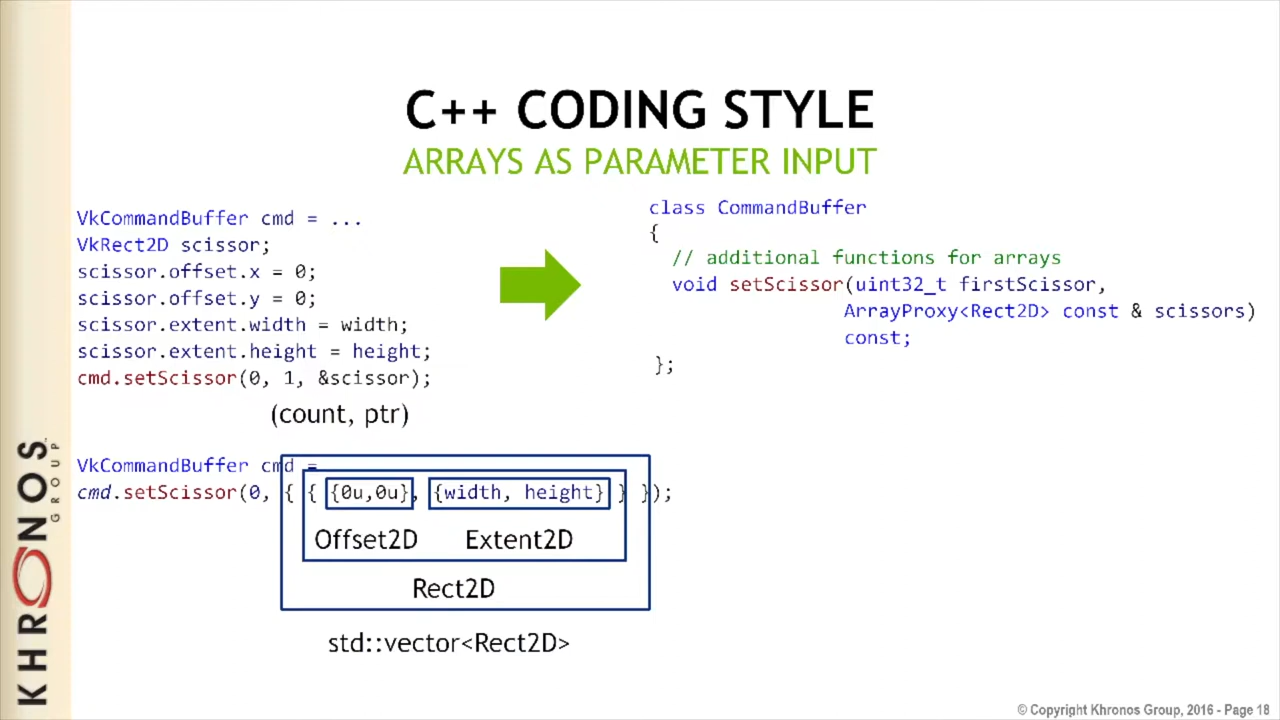 C++ CODING STYLE
ARRAYS AS PARAMETER INPUT
VkCommandBuffer cmd = ...
VkRect2D scissor;
scissor.offset.x = 0;
scissor.offset.y = 0;
scissor.extent.width = width;
scissor.extent.height = height;
cmd.setScissor(0, 1, &scissor);
(count, ptr)
VkCommandBuffer cmd =
cmd.setScissor(0, { { {0u,0u}, {width, height} } });
Offset2D Extent2D
Rect2D
std::vector<Rect2D>
class CommandBuffer
{
// additional functions for arrays
void setScissor(uint32_t firstScissor,
ArrayProxy<Rect2D> const & scissors)
const;
};
KHRONOS
GROUP
© Copyright Khronos Group, 2016 - Page 18